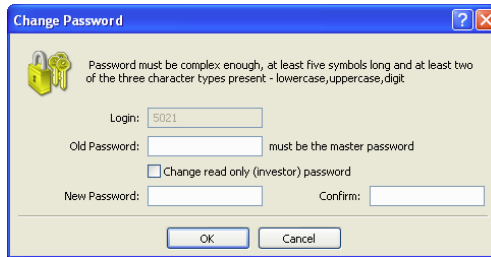 Change Password
Password must be complex enough, at least five symbols long and at least two
of the three character types present - lowercase,uppercase,digit
Login: 5021
Old Password: must be the master password
Change read only (investor) password
New Password: Confirm:
OK Cancel